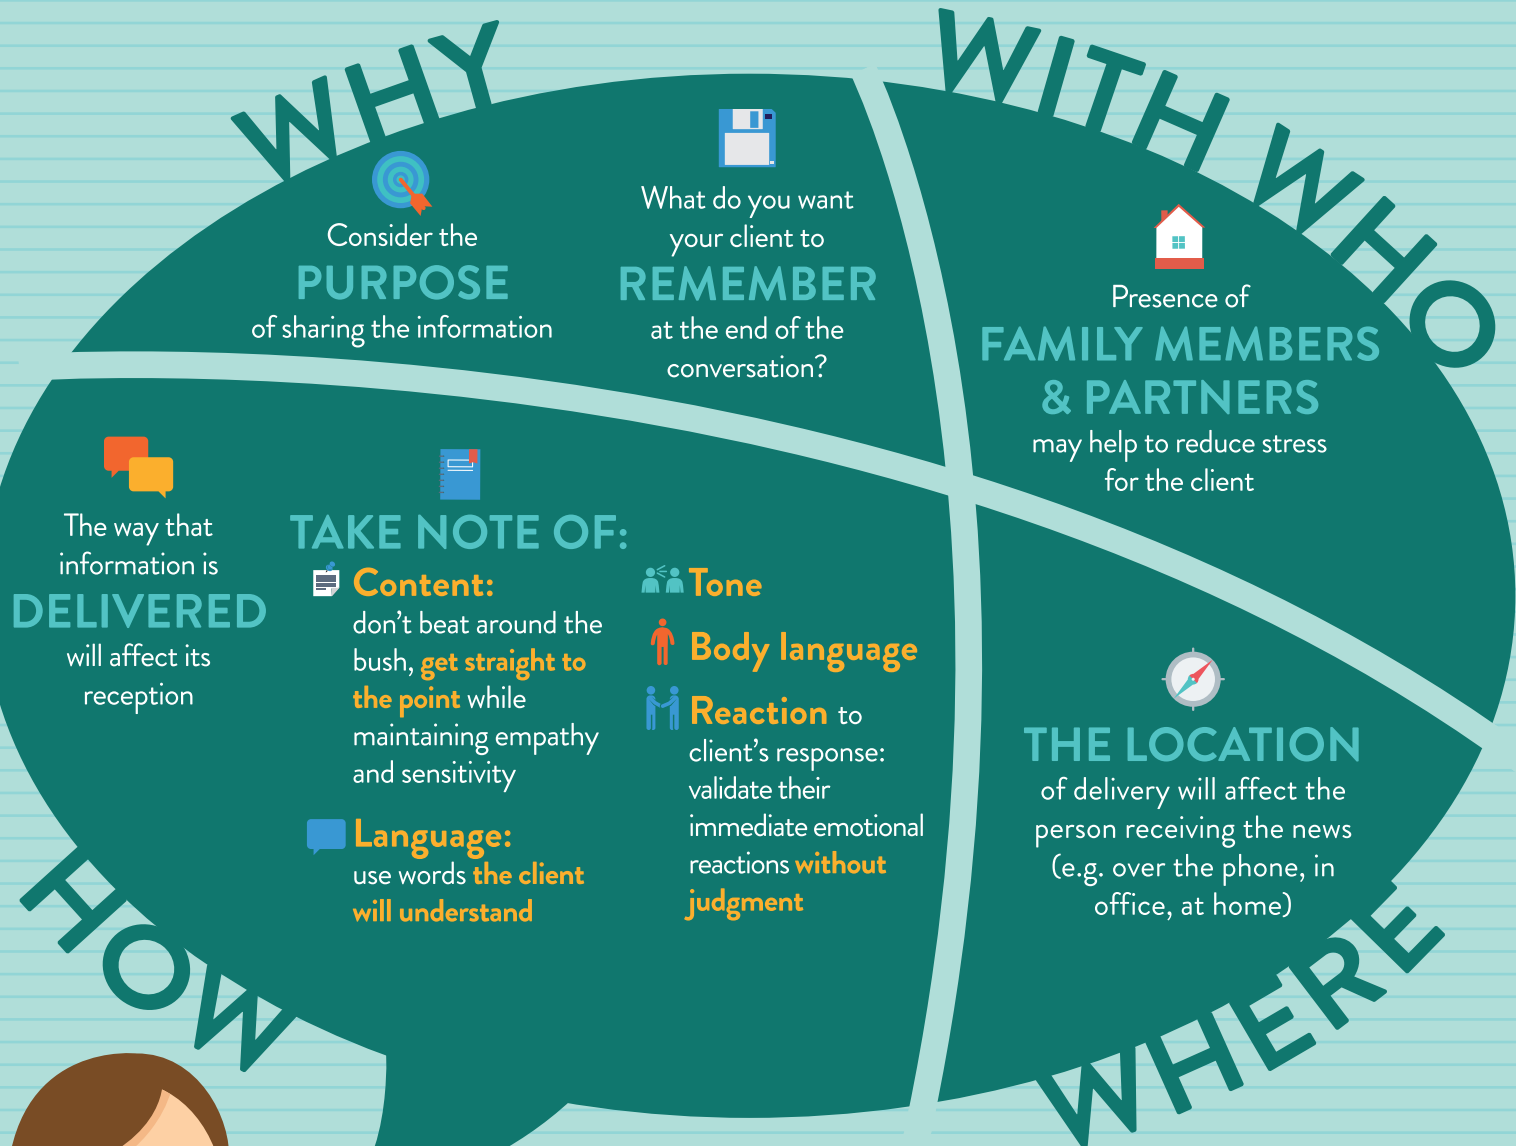 WHY
Consider the
PURPOSE
of sharing the information
What do you want
your client to
REMEMBER
at the end of the
conversation?
WITH WHO
Presence of
FAMILY MEMBERS
& PARTNERS
may help to reduce stress
for the client
HOW
The way that
information is
DELIVERED
will affect its
reception
TAKE NOTE OF:
Content:
don't beat around the
bush, get straight to
the point while
maintaining empathy
and sensitivity
Language:
use words the client
will understand
Tone
Body language
Reaction to
client's response:
validate their
immediate emotional
reactions without
judgment
WHERE
THE LOCATION
of delivery will affect the
person receiving the news
(e.g. over the phone, in
office, at home)